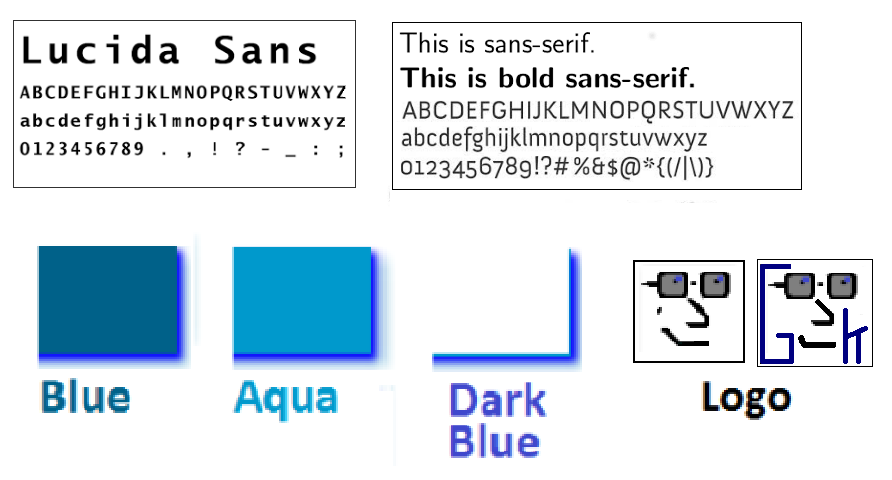 Lucida Sans
ABCDEFGHIJKLMNOPQRSTUVWXYZ
abcdefghijklmnopqrstuvwxyz
0123456789 . , ! ? - _ : ;
This is sans-serif.
This is bold sans-serif.
ABCDEFGHIJKLMNOPQRSTUVWXYZ
abcdefghijklmnopqrstuvwxyz
0123456789!?#%&$@*{(/|\)}
Blue
Aqua
Dark
Blue
G k
Logo